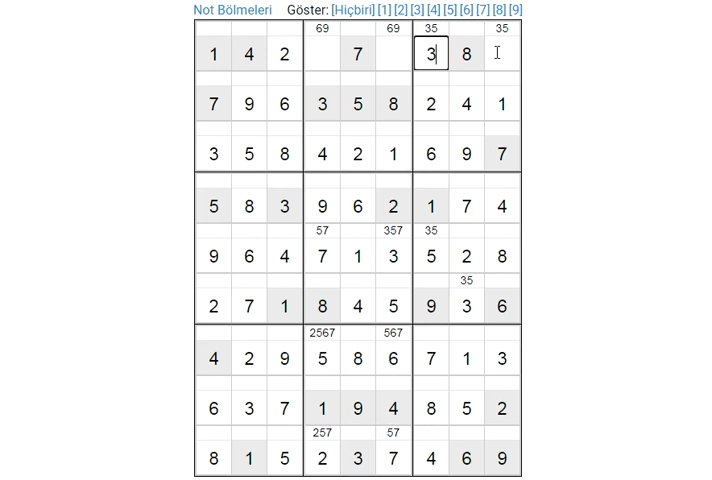 Not Bölmeleri Göster: [Hiçbiri] [1] [2] [3] [4] [5] [6] [7] [8] [9]
69 69 35 35
1 4 2 7 3 8
7 9 6 3 5 8 2 4 1
3 5 8 4 2 1 6 9 7
5 8 3 9 6 2 1 7 4
57 357 35
9 6 4 7 1 3 5 2 8
35
2 7 1 8 4 5 9 3 6
2567 567
4 2 9 5 8 6 7 1 3
6 3 7 1 9 4 8 5 2
257 57
8 1 5 2 3 7 4 6 9